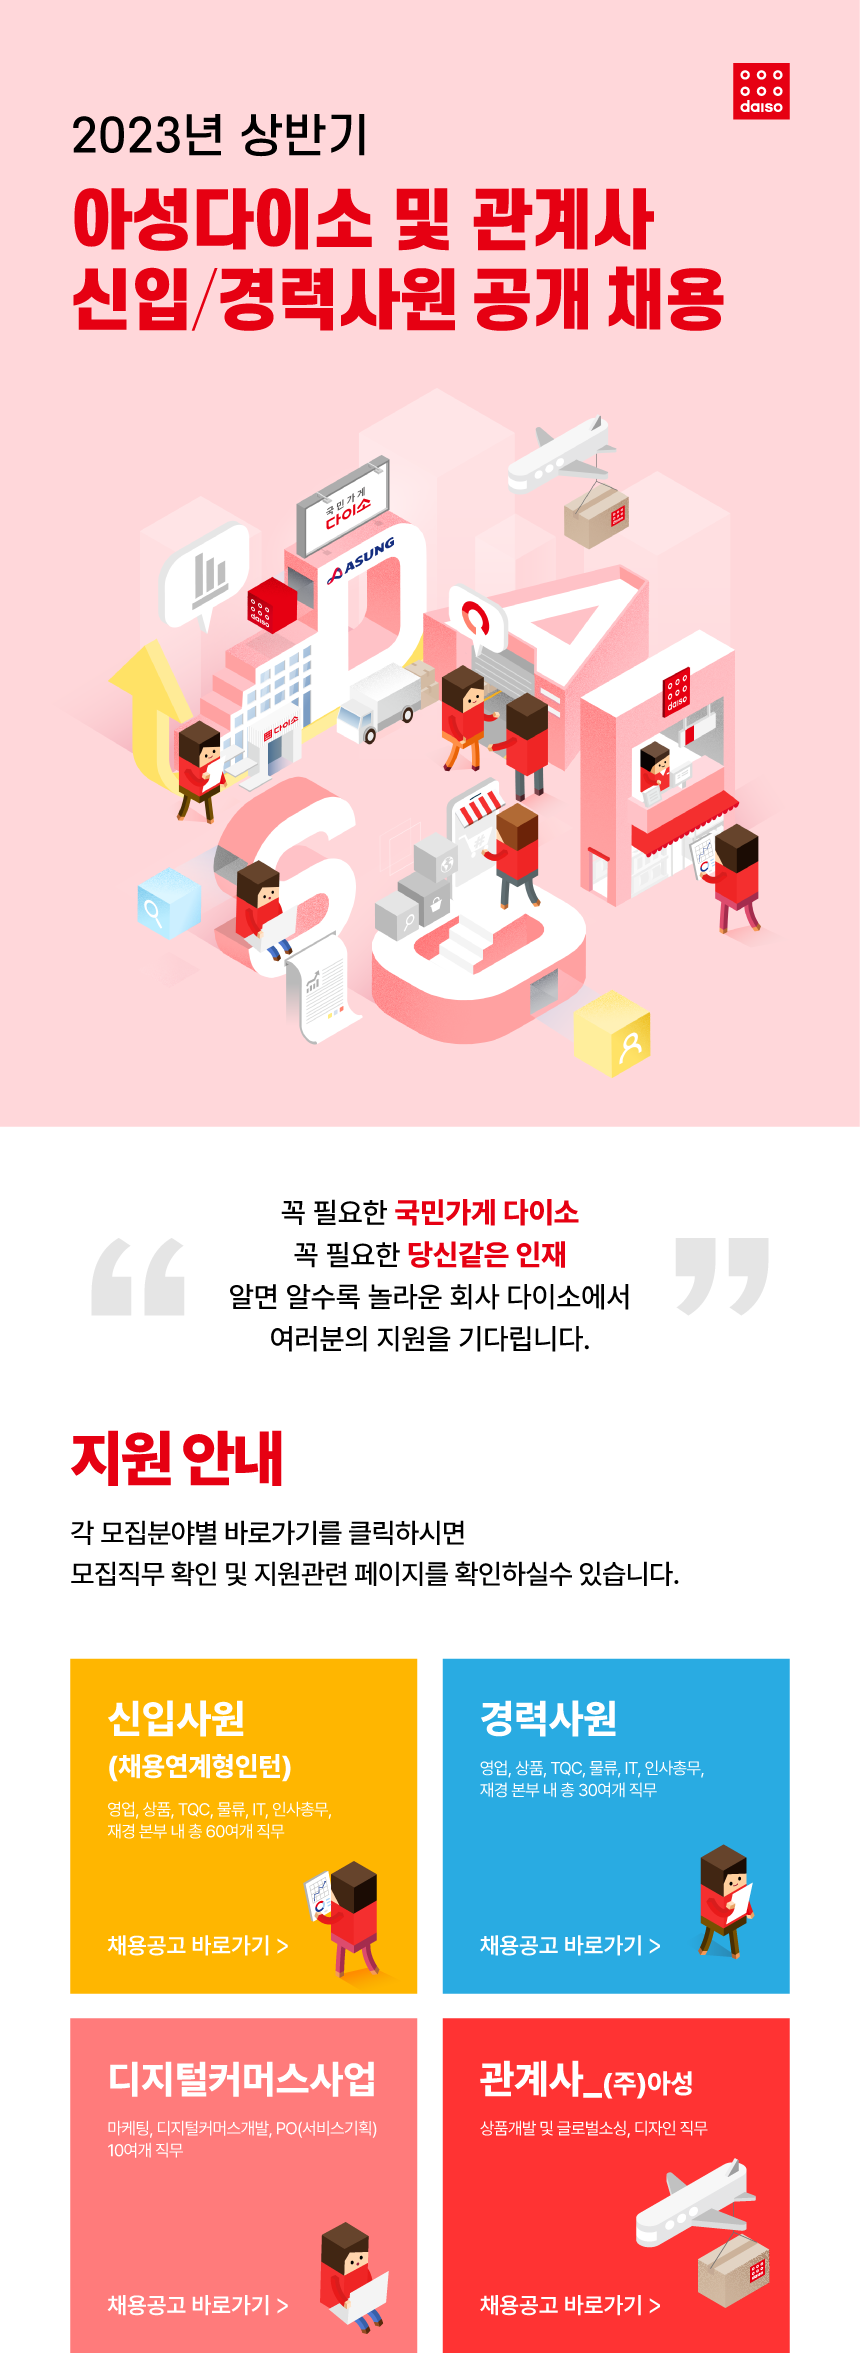 daiso
2023년 상반기
아성다이소 및 관계사
신입/경력사원 공개 채용
국민가게
다이소
ASUNG
daiso
daiso
다이소
꼭 필요한 국민가게 다이소
꼭 필요한 당신같은 인재
알면 알수록 놀라운 회사 다이소에서
여러분의 지원을 기다립니다.
지원 안내
각 모집분야별 바로가기를 클릭하시면
모집직무 확인 및 지원관련 페이지를 확인하실수 있습니다.
신입사원
(채용연계형인턴)
영업, 상품, TQC, 물류, IT, 인사총무,
재경 본부 내 총 60여개 직무
채용공고 바로가기 >
경력사원
영업, 상품, TQC, 물류, IT, 인사총무,
재경 본부 내 총 30여개 직무
채용공고 바로가기 >
디지털커머스사업
마케팅, 디지털커머스개발, PO(서비스기획)
10여개 직무
채용공고 바로가기 >
관계사_(주)아성
상품개발 및 글로벌소싱, 디자인 직무
채용공고 바로가기 >